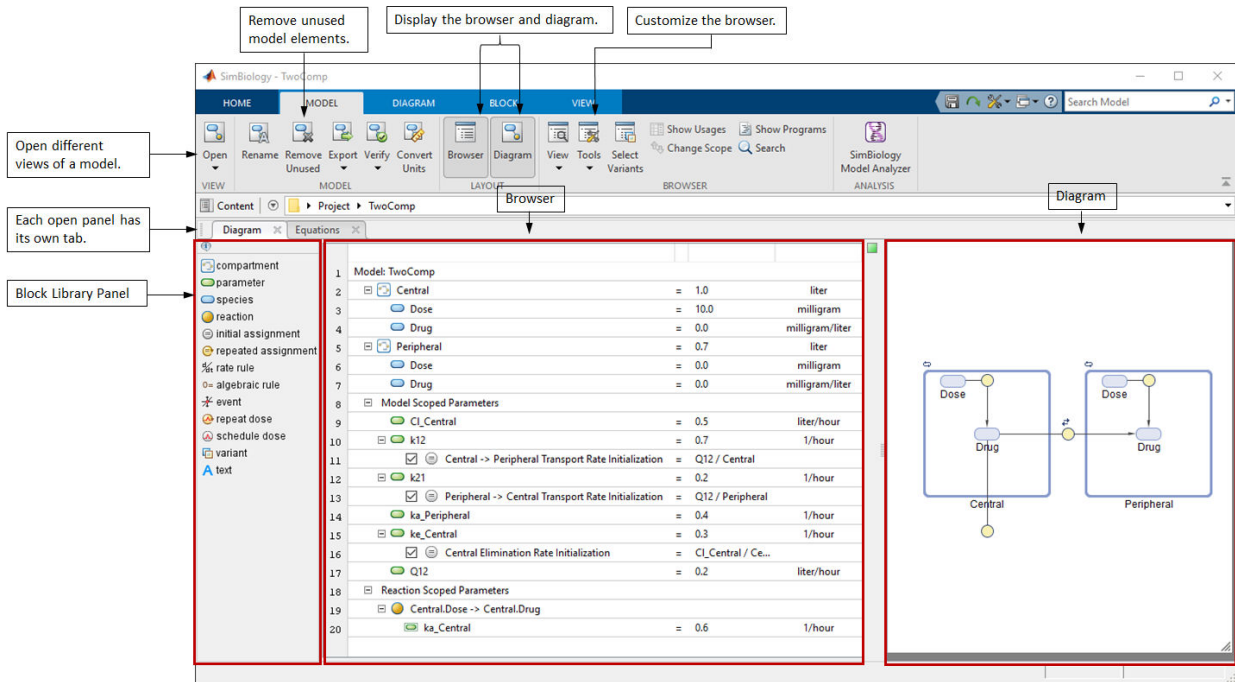 Remove unused
model elements.
Display the browser and diagram.
Customize the browser.
SimBiology - TwoComp
HOME MODEL DIAGRAM BLOCK VIEW
Search Model
Open different
views of a model.
Open Rename Remove Unused Export Verify Convert Units Browser Diagram View Tools Select Variants
Show Usages Show Programs
Change Scope Search
SimBiology
Model Analyzer
VIEW MODEL LAYOUT BROWSER ANALYSIS
Each open panel has
its own tab.
Content Project TwoComp
Browser
Diagram
Diagram Equations
Block Library Panel
compartment
parameter
species
reaction
initial assignment
repeated assignment
d/dt rate rule
0= algebraic rule
event
repeat dose
schedule dose
variant
A text
1 Model: TwoComp
2 Central = 1.0 liter
3 Dose = 10.0 milligram
4 Drug = 0.0 milligram/liter
5 Peripheral = 0.7 liter
6 Dose = 0.0 milligram
7 Drug = 0.0 milligram/liter
8 Model Scoped Parameters
9 Cl_Central = 0.5 liter/hour
10 k12 = 0.7 1/hour
11 Central -> Peripheral Transport Rate Initialization = Q12 / Central
12 k21 = 0.2 1/hour
13 Peripheral -> Central Transport Rate Initialization = Q12 / Peripheral
14 ka_Peripheral = 0.4 1/hour
15 ke_Central = 0.3 1/hour
16 Central Elimination Rate Initialization = Cl_Central / Ce...
17 Q12 = 0.2 liter/hour
18 Reaction Scoped Parameters
19 Central.Dose -> Central.Drug
20 ka_Central = 0.6 1/hour
Dose
Dose
Drug
Drug
Central
Peripheral